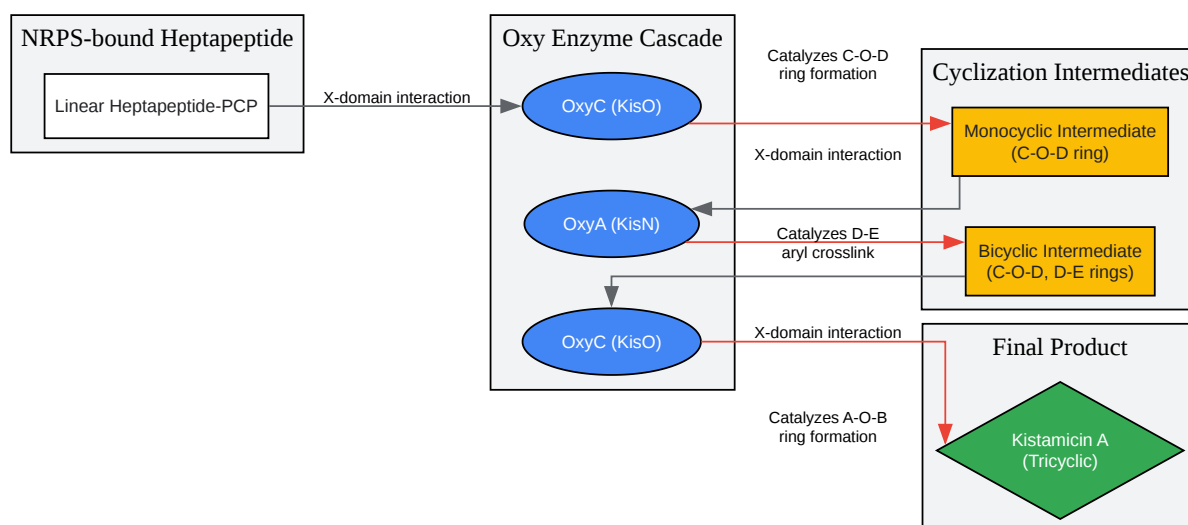 NRPS-bound Heptapeptide
Linear Heptapeptide-PCP
X-domain interaction
Oxy Enzyme Cascade
OxyC (KisO)
Catalyzes C-O-D
ring formation
Cyclization Intermediates
Monocyclic Intermediate
(C-O-D ring)
X-domain interaction
OxyA (KisN)
Catalyzes D-E
aryl crosslink
Bicyclic Intermediate
(C-O-D, D-E rings)
OxyC (KisO)
X-domain interaction
Catalyzes A-O-B
ring formation
Final Product
Kistamicin A
(Tricyclic)